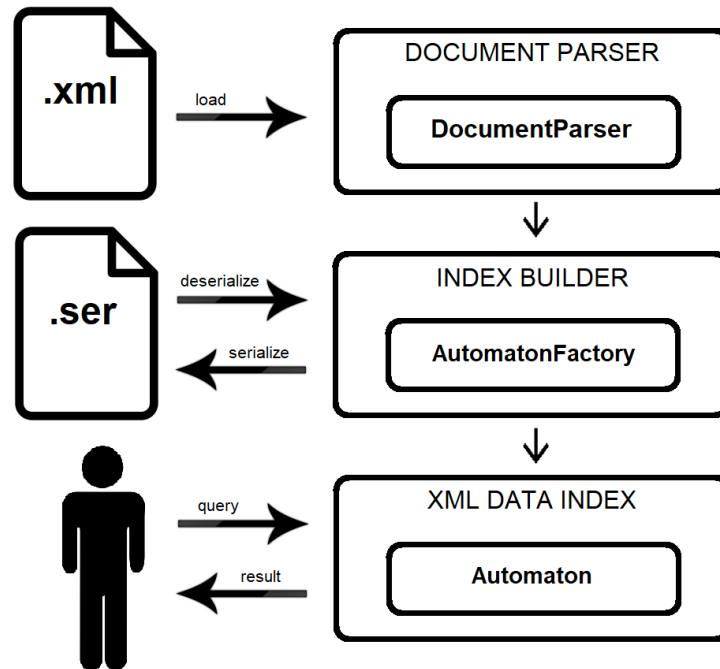 .xml
load
DOCUMENT PARSER
DocumentParser
.ser
deserialize
serialize
INDEX BUILDER
AutomatonFactory
query
result
XML DATA INDEX
Automaton